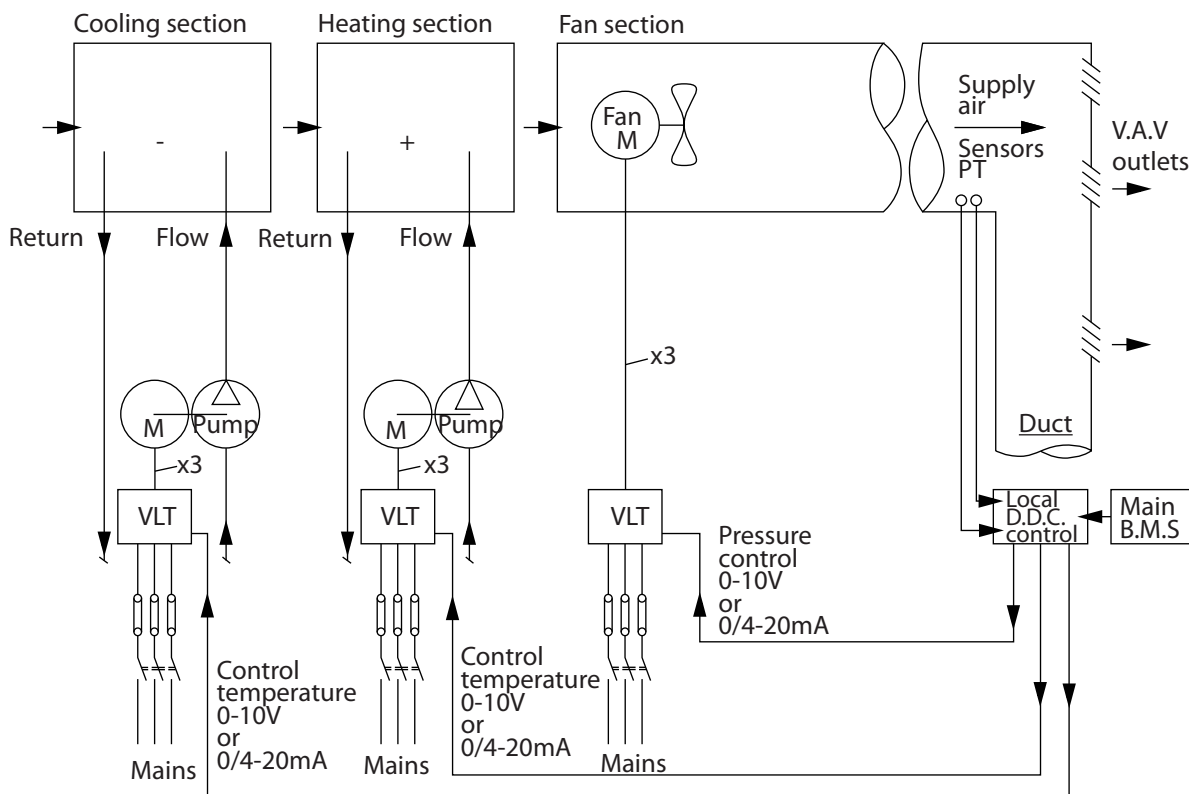 Cooling section
Heating section
Fan section
-
+
Fan
M
Supply
air
Sensors
PT
V.A.V
outlets
Return
Flow
Return
Flow
x3
M
Pump
x3
M
Pump
x3
Duct
VLT
VLT
VLT
Local
D.D.C.
control
Main
B.M.S
Pressure
control
0-10V
or
0/4-20mA
Control
temperature
0-10V
or
0/4-20mA
Control
temperature
0-10V
or
0/4-20mA
Mains
Mains
Mains